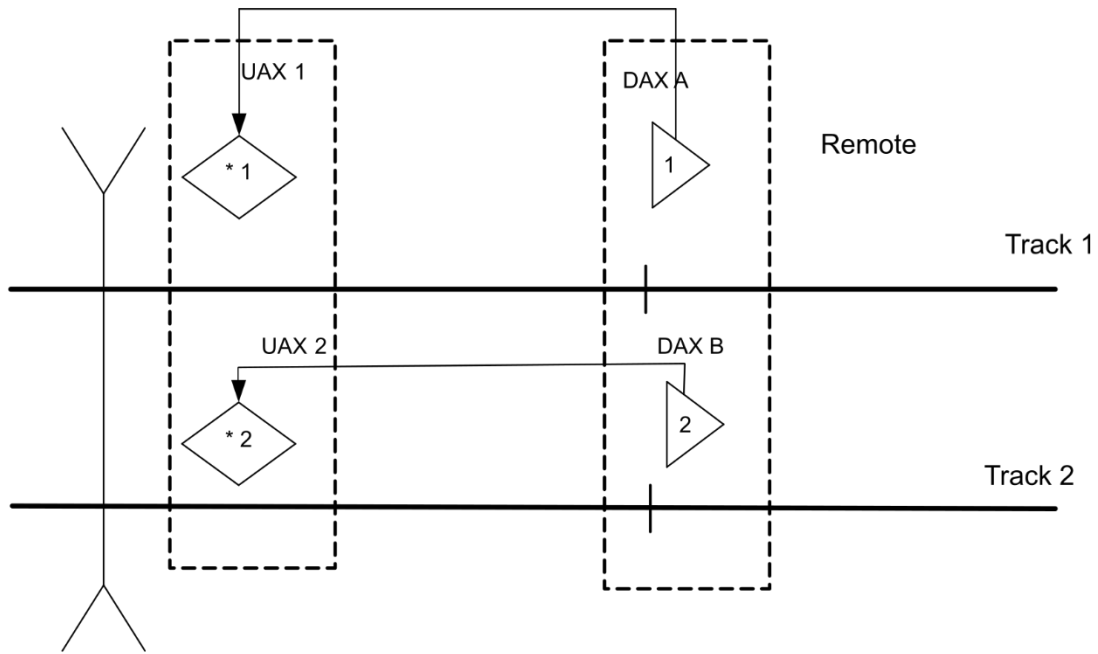 UAX 1
DAX A
* 1
1
Remote
Track 1
UAX 2
DAX B
* 2
2
Track 2